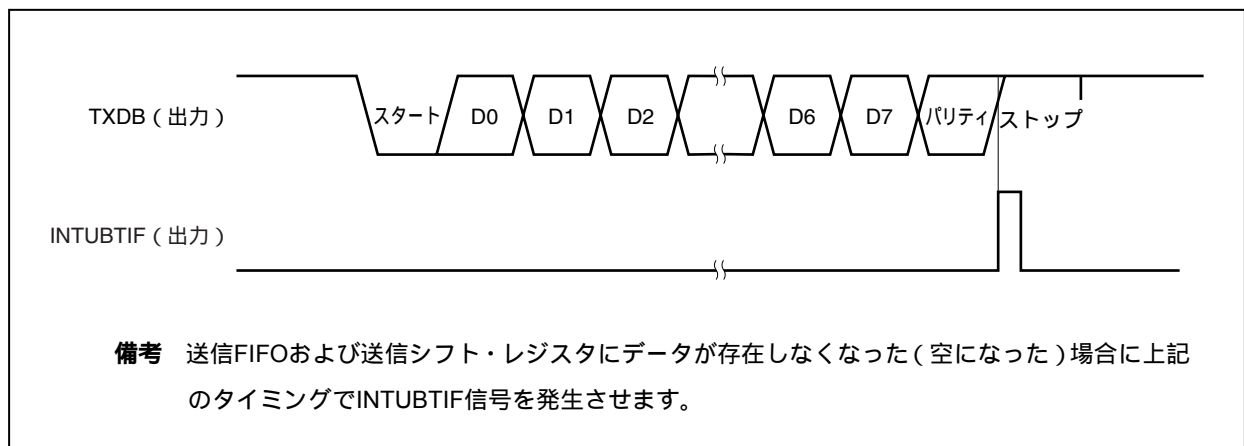 TXDB（出力）
スタート D0 D1 D2 D6 D7 パリティ ストップ
INTUBTIF（出力）
備考 送信FIFOおよび送信シフト・レジスタにデータが存在しなくなった（空になった）場合に上記
のタイミングでINTUBTIF信号を発生させます。